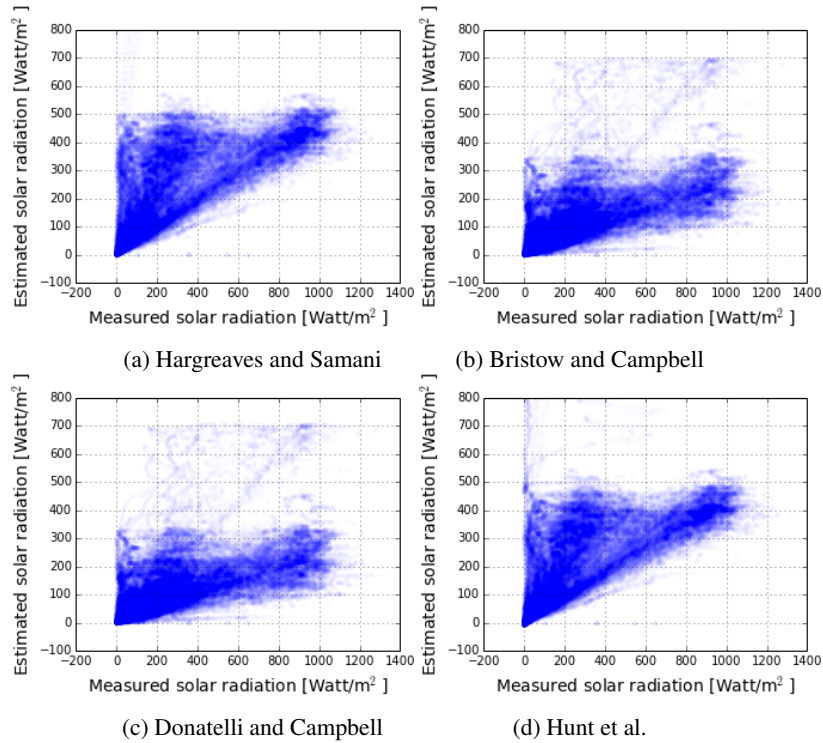 800
700
600
500
400
300
200
100
0
−100
Estimated solar radiation [Watt/m² ]
−200 0 200 400 600 800 1000 1200 1400
Measured solar radiation [Watt/m² ]
(a) Hargreaves and Samani
800
700
600
500
400
300
200
100
0
−100
Estimated solar radiation [Watt/m² ]
−200 0 200 400 600 800 1000 1200 1400
Measured solar radiation [Watt/m² ]
(b) Bristow and Campbell
800
700
600
500
400
300
200
100
0
−100
Estimated solar radiation [Watt/m² ]
−200 0 200 400 600 800 1000 1200 1400
Measured solar radiation [Watt/m² ]
(c) Donatelli and Campbell
800
700
600
500
400
300
200
100
0
−100
Estimated solar radiation [Watt/m² ]
−200 0 200 400 600 800 1000 1200 1400
Measured solar radiation [Watt/m² ]
(d) Hunt et al.